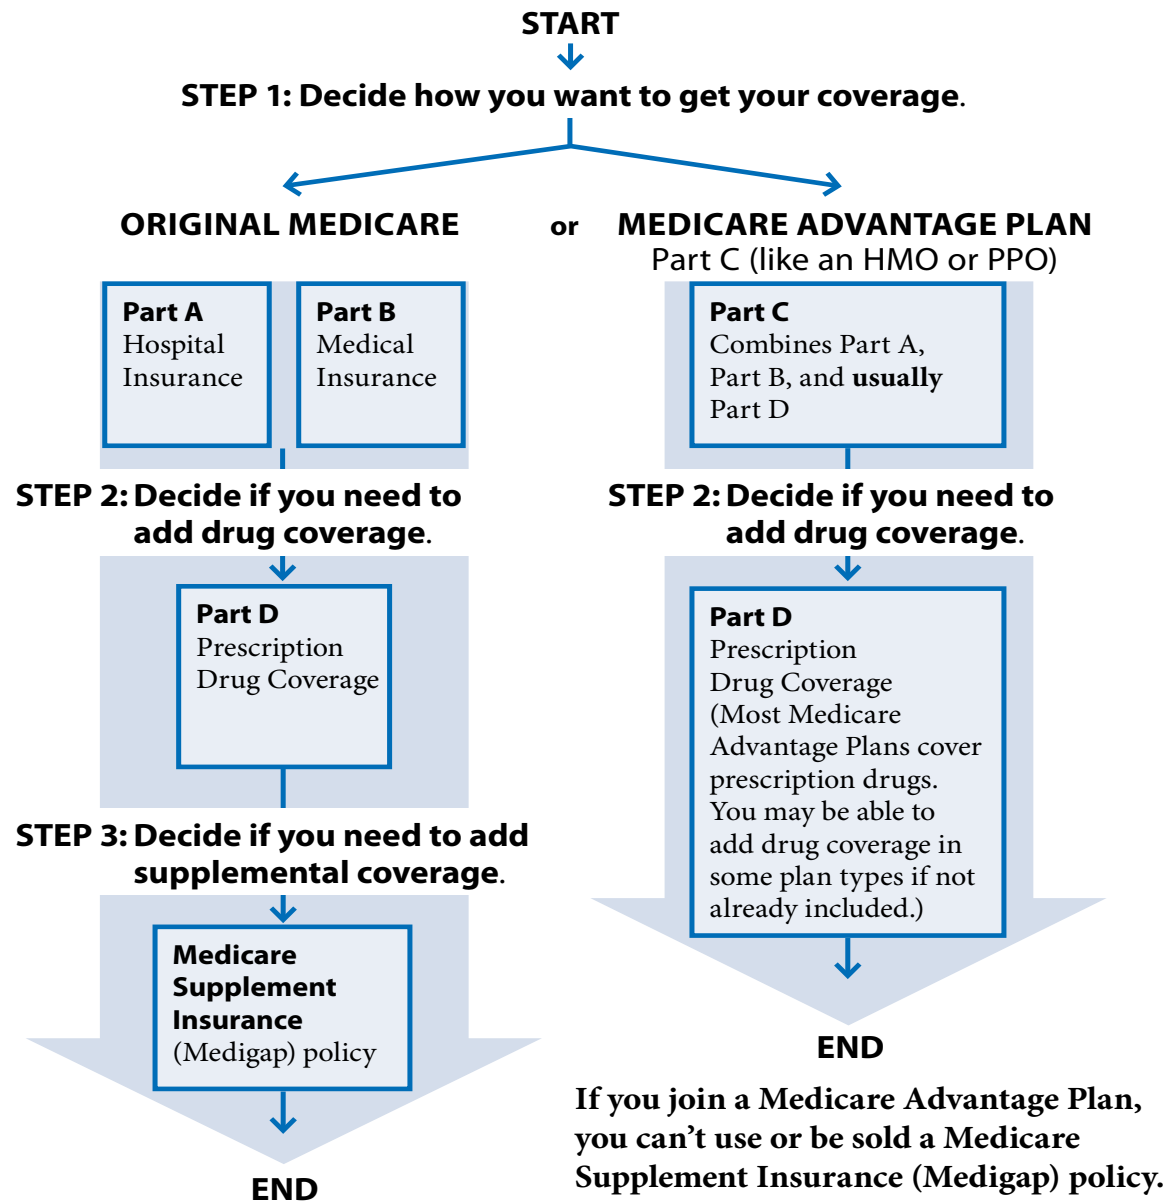 START
STEP 1: Decide how you want to get your coverage.
ORIGINAL MEDICARE
or
MEDICARE ADVANTAGE PLAN
Part C (like an HMO or PPO)
Part A
Hospital
Insurance
Part B
Medical
Insurance
STEP 2: Decide if you need to
add drug coverage.
Part D
Prescription
Drug Coverage
STEP 3: Decide if you need to add
supplemental coverage.
Medicare
Supplement
Insurance
(Medigap) policy
END
Part C
Combines Part A,
Part B, and usually
Part D
STEP 2: Decide if you need to
add drug coverage.
Part D
Prescription
Drug Coverage
(Most Medicare
Advantage Plans cover
prescription drugs.
You may be able to
add drug coverage in
some plan types if not
already included.)
END
If you join a Medicare Advantage Plan,
you can’t use or be sold a Medicare
Supplement Insurance (Medigap) policy.